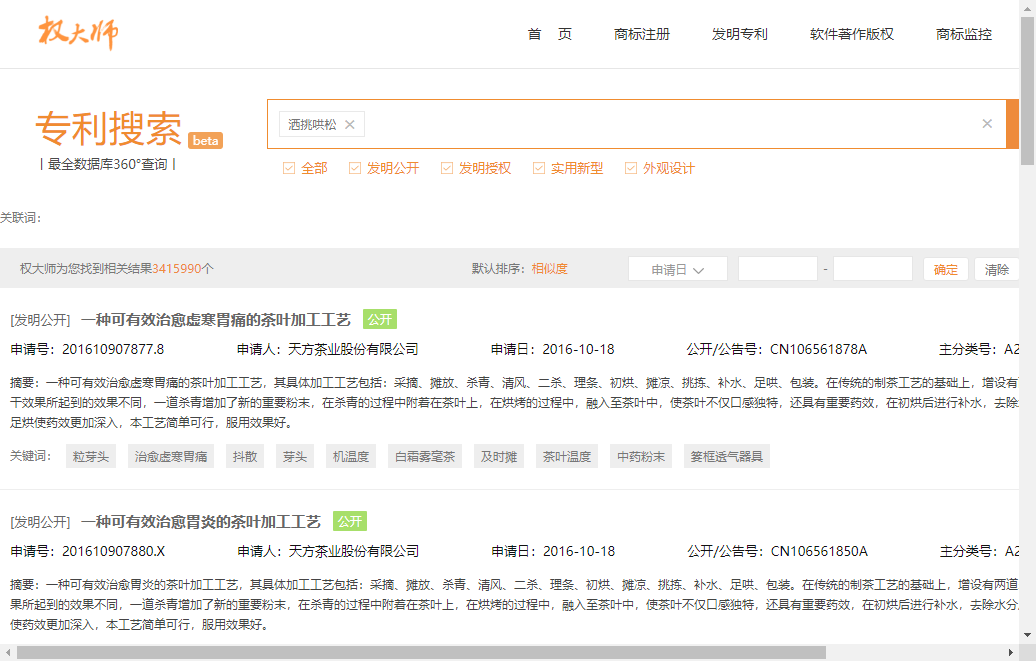 权大师
首 页 商标注册 发明专利 软件著作版权 商标监控
专利搜索 beta
| 最全数据库360°查询 |
洒挑哄松 ×
×
全部 发明公开 发明授权 实用新型 外观设计
关联词:
权大师为您找到相关结果3415990个 默认排序：相似度 申请日 - 确定 清除
[发明公开] 一种可有效治愈虚寒胃痛的茶叶加工工艺 公开
申请号：201610907877.8 申请人：天方茶业股份有限公司 申请日：2016-10-18 公开/公告号：CN106561878A 主分类号：A2
摘要：一种可有效治愈虚寒胃痛的茶叶加工工艺，其具体加工工艺包括：采摘、摊放、杀青、清风、二杀、理条、初烘、摊凉、挑拣、补水、足哄、包装。在传统的制茶工艺的基础上，增设有
干效果所起到的效果不同，一道杀青增加了新的重要粉末，在杀青的过程中附着在茶叶上，在烘烤的过程中，融入至茶叶中，使茶叶不仅口感独特，还具有重要药效，在初烘后进行补水，去除
足烘使药效更加深入，本工艺简单可行，服用效果好。
关键词： 粒芽头 治愈虚寒胃痛 抖散 芽头 机温度 白霜雾毫茶 及时摊 茶叶温度 中药粉末 篓框透气器具
[发明公开] 一种可有效治愈胃炎的茶叶加工工艺 公开
申请号：201610907880.X 申请人：天方茶业股份有限公司 申请日：2016-10-18 公开/公告号：CN106561850A 主分类号：A2
摘要：一种可有效治愈胃炎的茶叶加工工艺，其具体加工工艺包括：采摘、摊放、杀青、清风、二杀、理条、初烘、摊凉、挑拣、补水、足哄、包装。在传统的制茶工艺的基础上，增设有两道
果所起到的效果不同，一道杀青增加了新的重要粉末，在杀青的过程中附着在茶叶上，在烘烤的过程中，融入至茶叶中，使茶叶不仅口感独特，还具有重要药效，在初烘后进行补水，去除水分
使药效更加深入，本工艺简单可行，服用效果好。